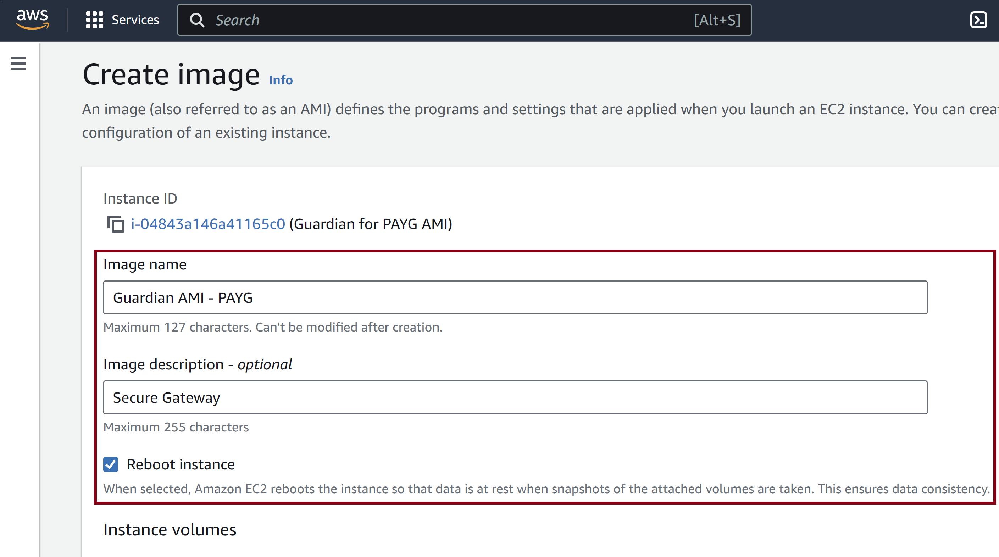 aws
Services
Search [Alt+S]
Create image Info
An image (also referred to as an AMI) defines the programs and settings that are applied when you launch an EC2 instance. You can
configuration of an existing instance.
Instance ID
i-04843a146a41165c0 (Guardian for PAYG AMI)
Image name
Guardian AMI - PAYG
Maximum 127 characters. Can't be modified after creation.
Image description - optional
Secure Gateway
Maximum 255 characters
Reboot instance
When selected, Amazon EC2 reboots the instance so that data is at rest when snapshots of the attached volumes are taken. This ensures data consistency.
Instance volumes